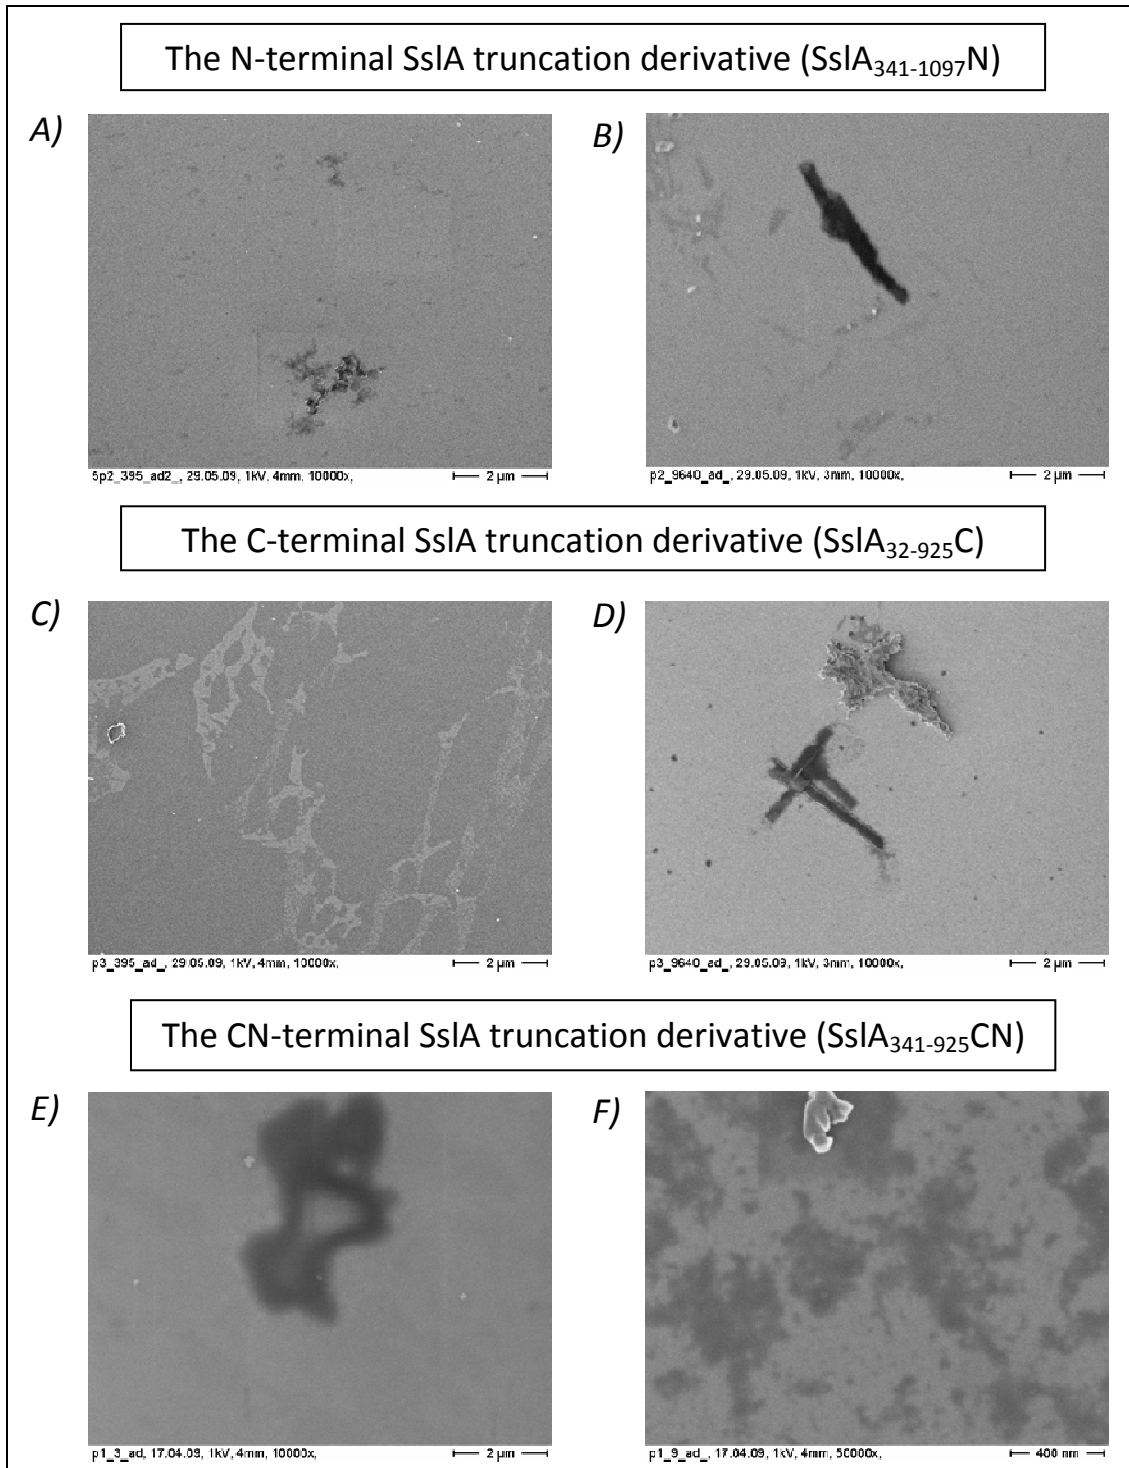 The N-terminal SslA truncation derivative (SslA341-1097N)
A)
B)
5p2_395_ad2_, 29.05.09, 1kV, 4mm, 10000x, 2 µm
p2_9640_ad_, 29.05.09, 1kV, 3mm, 10000x, 2 µm
The C-terminal SslA truncation derivative (SslA32-925C)
C)
D)
p3_395_ad_, 29.05.09, 1kV, 4mm, 10000x, 2 µm
p3_9640_ad_, 29.05.09, 1kV, 3mm, 10000x, 2 µm
The CN-terminal SslA truncation derivative (SslA341-925CN)
E)
F)
p1_3_ad, 17.04.09, 1kV, 4mm, 10000x, 2 µm
p1_9_ad_, 17.04.09, 1kV, 4mm, 50000x, 400 nm